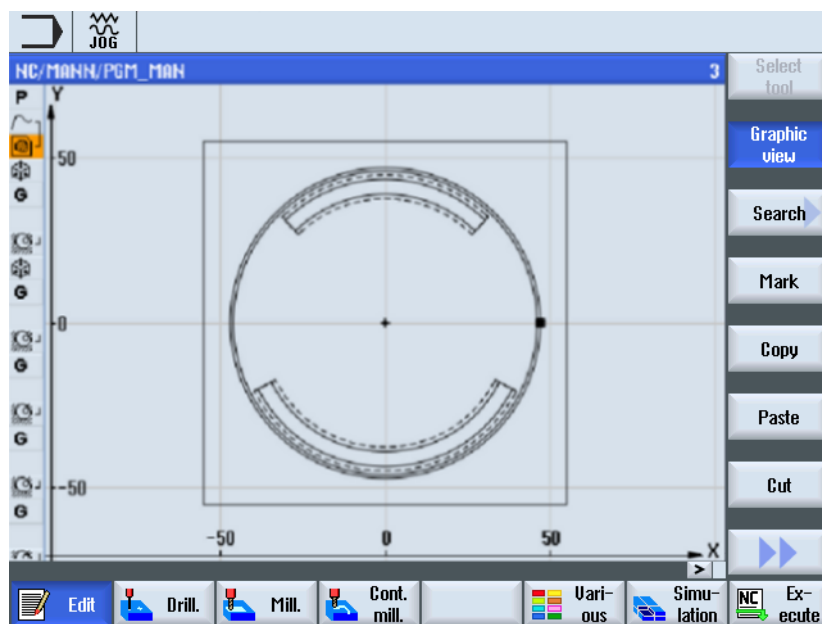 JOG
NC/MANN/PGM_MAN 3
Select
tool
Graphic
view
Search
Mark
Copy
Paste
Cut
P
G
G
G
G
G
Y
50
0
-50
-50 0 50
X
>
Edit
Drill.
Mill.
Cont.
mill.
Vari-
ous
Simu-
lation
NC
Ex-
ecute